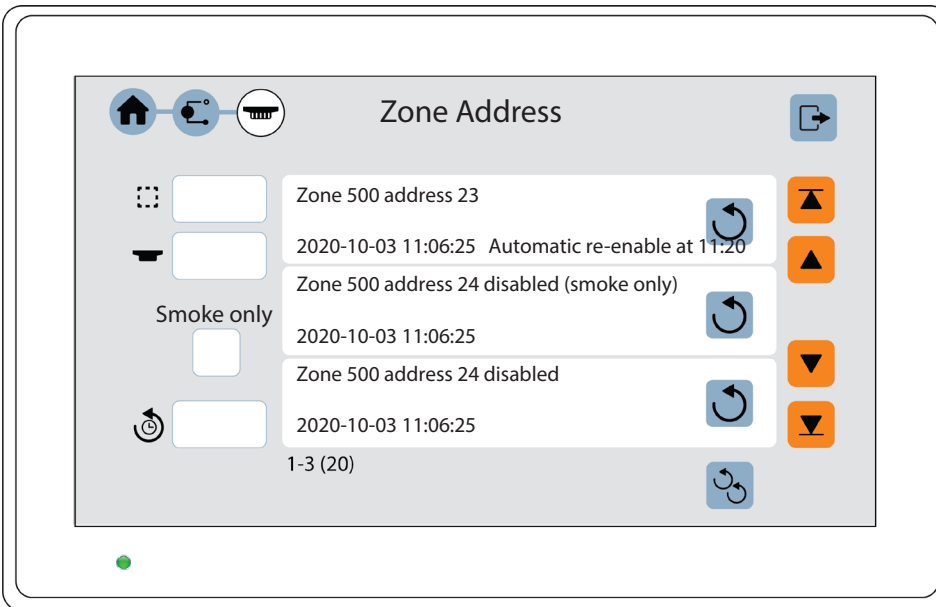 Zone Address
Zone 500 address 23
2020-10-03 11:06:25 Automatic re-enable at 11:20
Zone 500 address 24 disabled (smoke only)
Smoke only
2020-10-03 11:06:25
Zone 500 address 24 disabled
2020-10-03 11:06:25
1-3 (20)